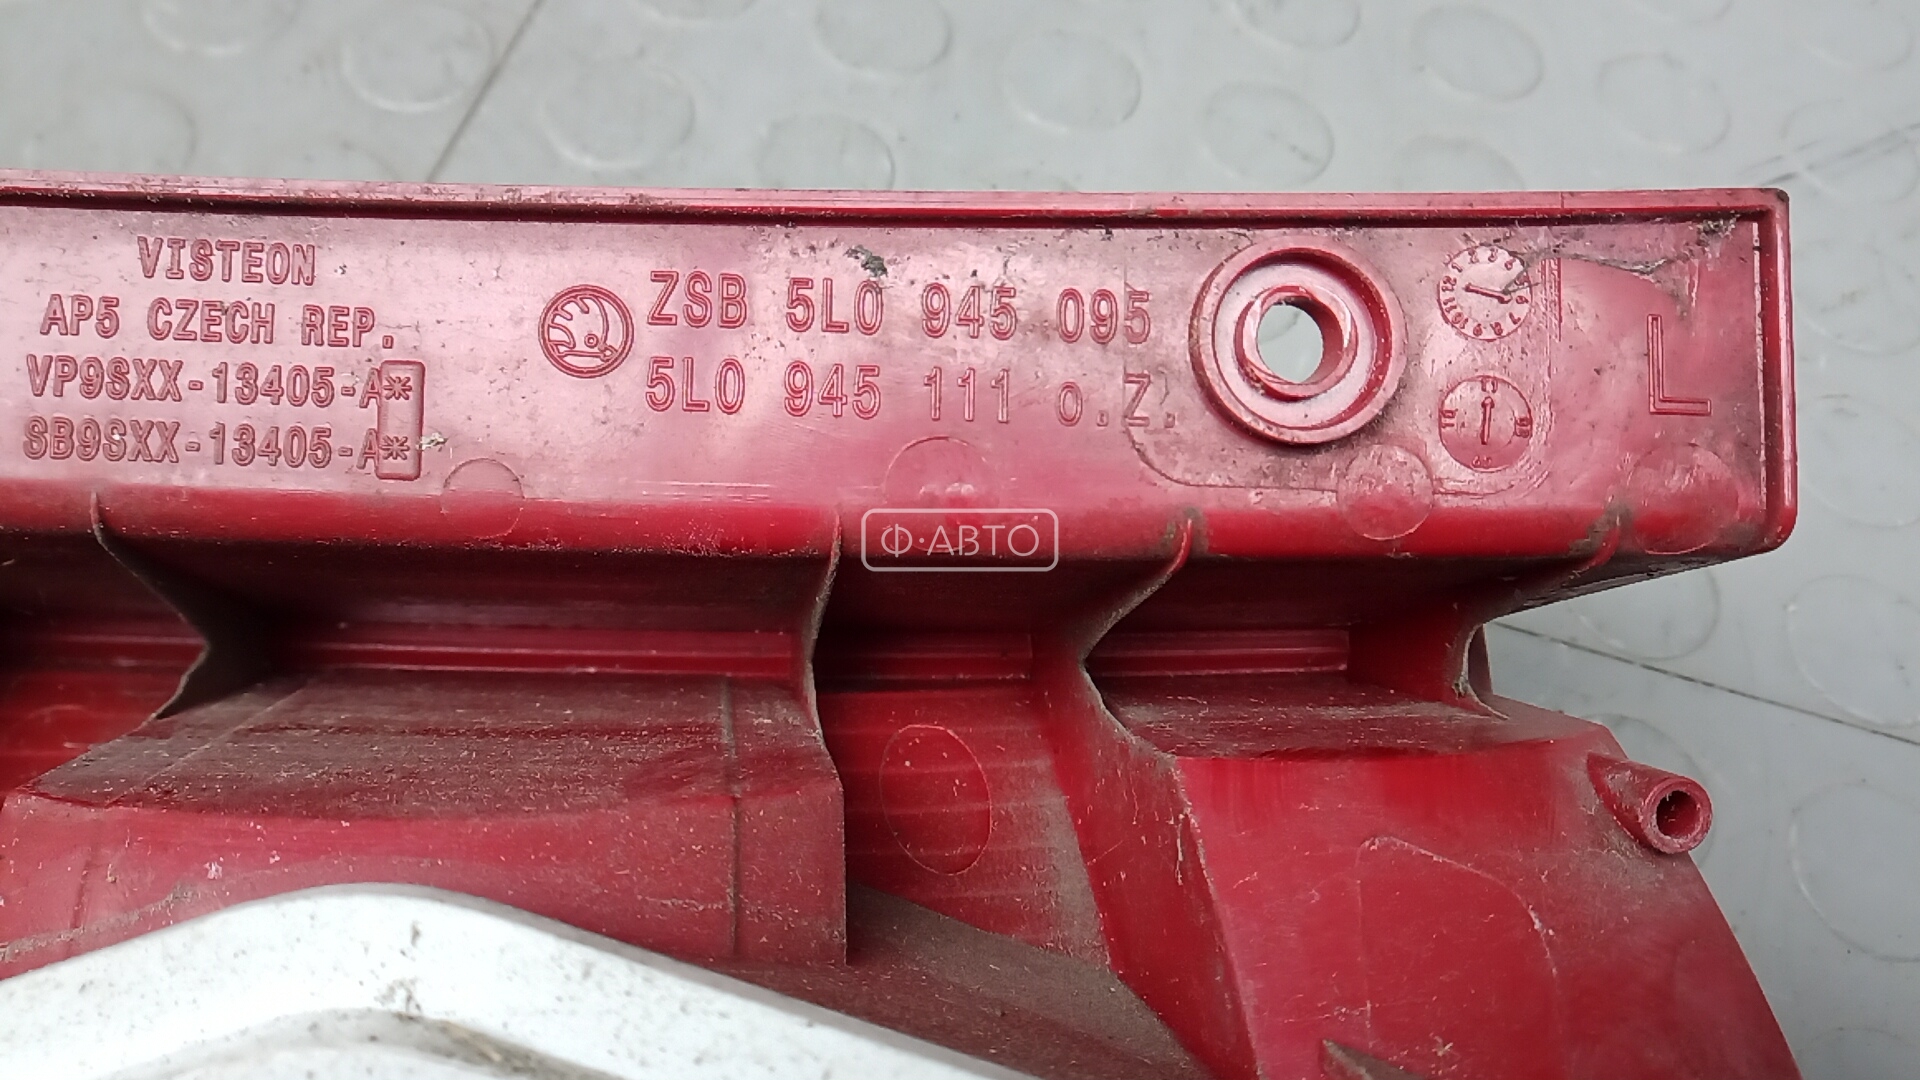 VISTEON
AP5 CZECH REP.
VP9SXX-13405-A*
SB9SXX-13405-A*
ZSB 5L0 945 095
5L0 945 111 o.Z.
L
Ф·АВТО